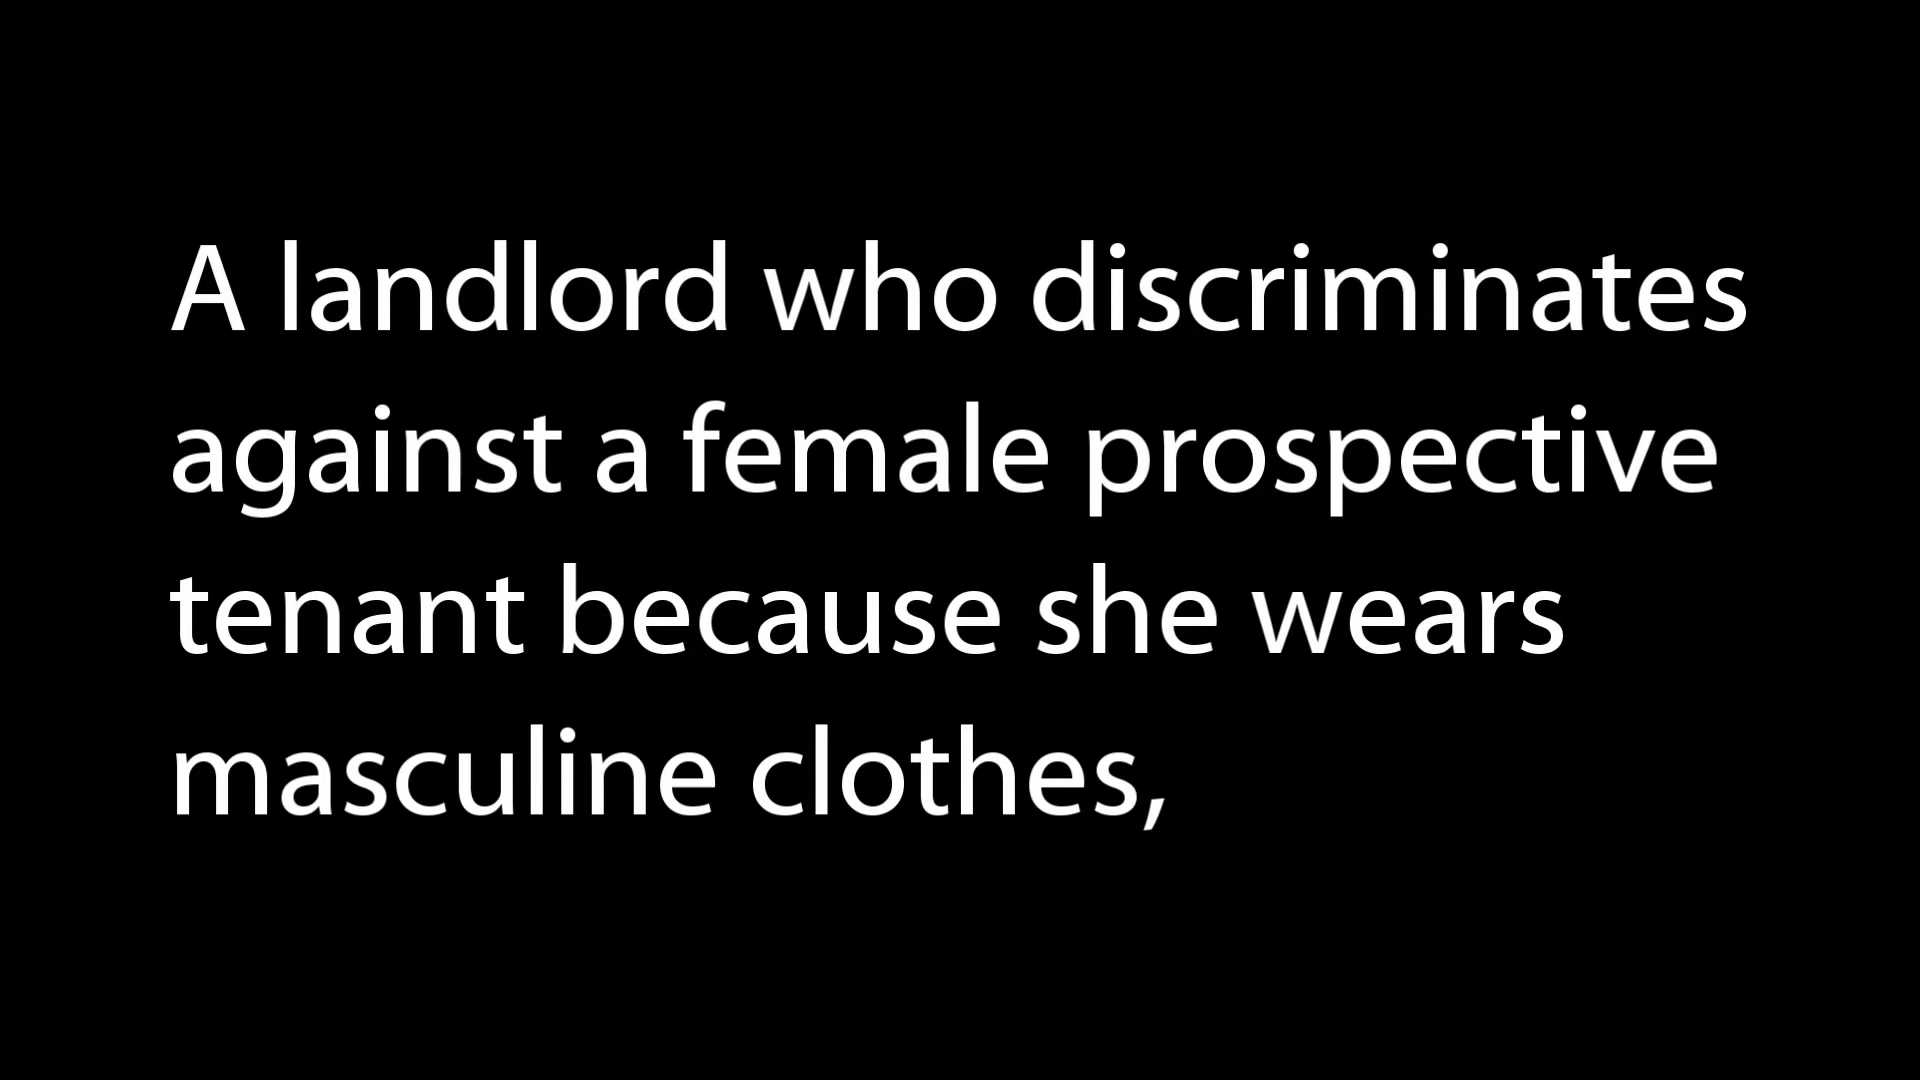 A landlord who discriminates
against a female prospective
tenant because she wears
masculine clothes,